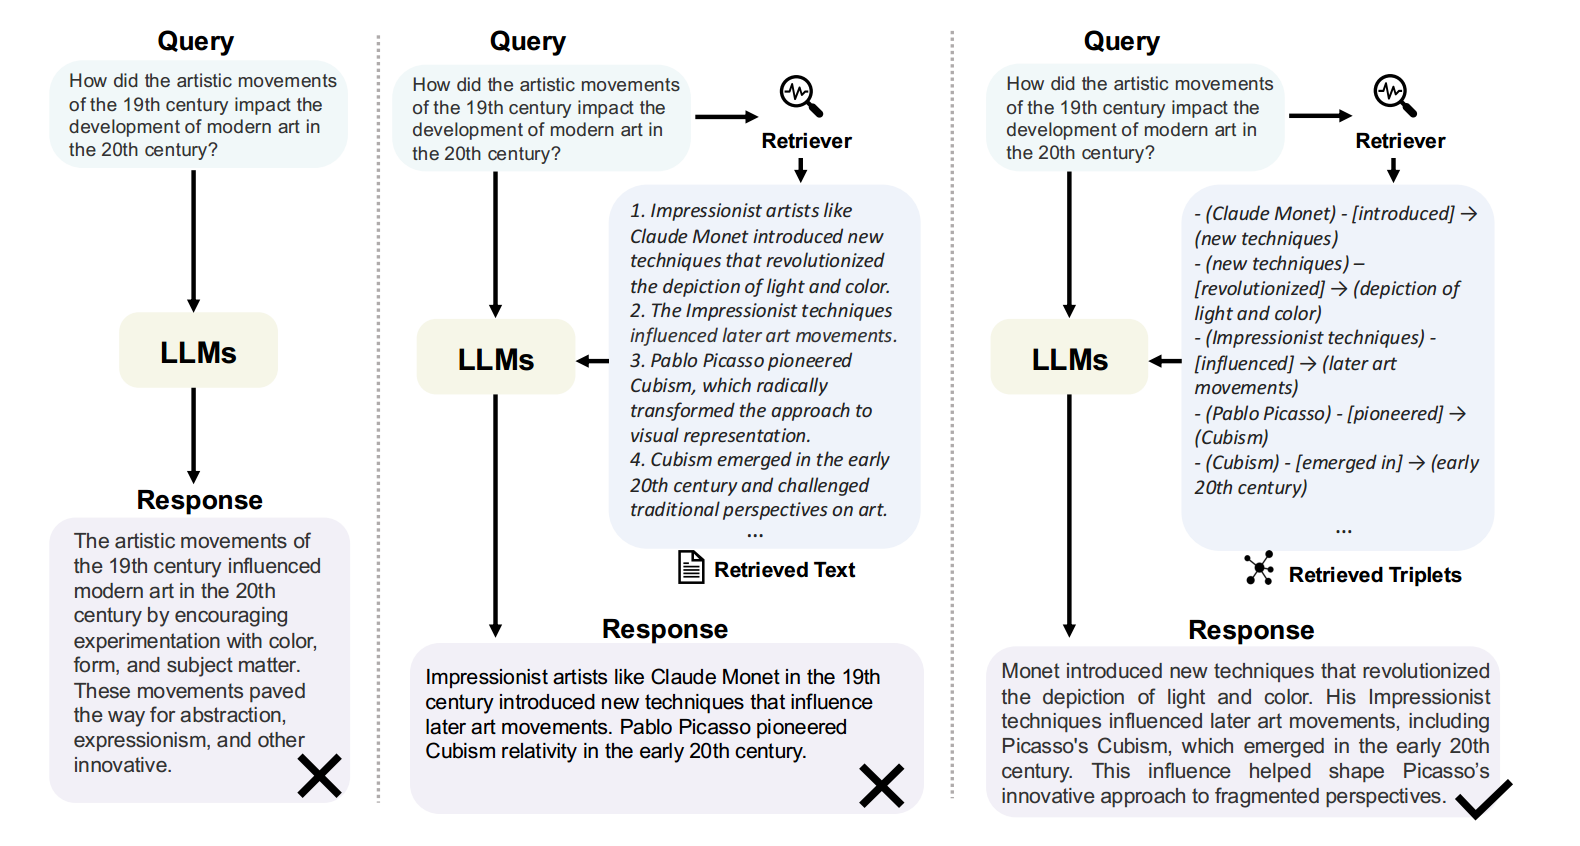 Query
How did the artistic movements
of the 19th century impact the
development of modern art in
the 20th century?
LLMs
Response
The artistic movements of
the 19th century influenced
modern art in the 20th
century by encouraging
experimentation with color,
form, and subject matter.
These movements paved
the way for abstraction,
expressionism, and other
innovative.
Query
How did the artistic movements
of the 19th century impact the
development of modern art in
the 20th century?
Retriever
1. Impressionist artists like
Claude Monet introduced new
techniques that revolutionized
the depiction of light and color.
2. The Impressionist techniques
influenced later art movements.
3. Pablo Picasso pioneered
Cubism, which radically
transformed the approach to
visual representation.
4. Cubism emerged in the early
20th century and challenged
traditional perspectives on art.
...
Retrieved Text
LLMs
Response
Impressionist artists like Claude Monet in the 19th
century introduced new techniques that influence
later art movements. Pablo Picasso pioneered
Cubism relativity in the early 20th century.
Query
How did the artistic movements
of the 19th century impact the
development of modern art in
the 20th century?
Retriever
- (Claude Monet) - [introduced] →
(new techniques)
- (new techniques) –
[revolutionized] → (depiction of
light and color)
- (Impressionist techniques) -
[influenced] → (later art
movements)
- (Pablo Picasso) - [pioneered] →
(Cubism)
- (Cubism) - [emerged in] → (early
20th century)
...
Retrieved Triplets
LLMs
Response
Monet introduced new techniques that revolutionized
the depiction of light and color. His Impressionist
techniques influenced later art movements, including
Picasso's Cubism, which emerged in the early 20th
century. This influence helped shape Picasso’s
innovative approach to fragmented perspectives.